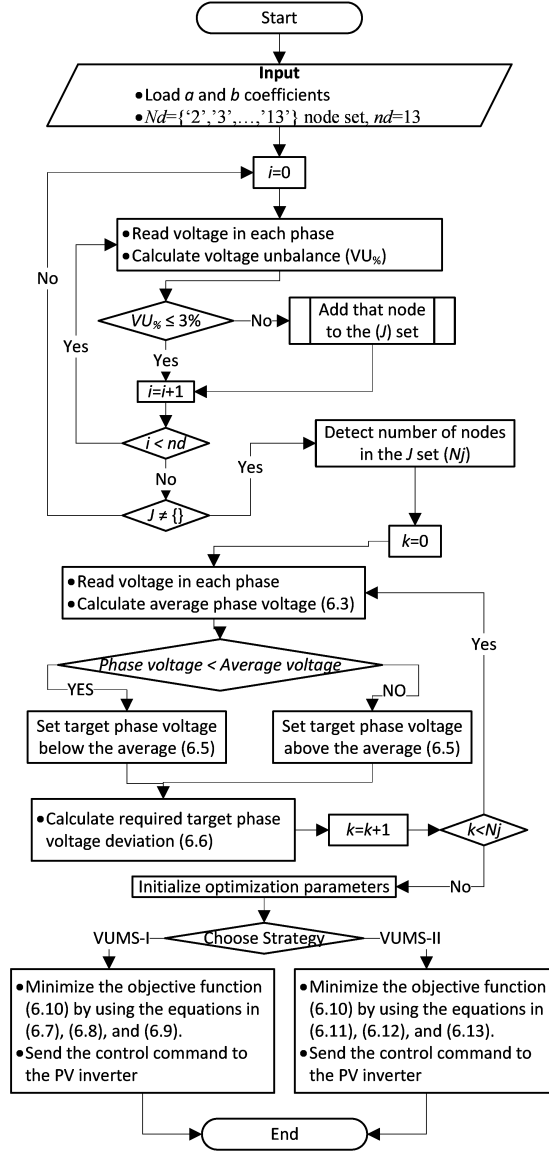 Start
Input
•Load a and b coefficients
•Nd={‘2’,’3’,…,’13’} node set, nd=13
i=0
•Read voltage in each phase
•Calculate voltage unbalance (VU%)
No
VU% ≤ 3%
No
Add that node
to the (J) set
Yes
Yes
i=i+1
i < nd
Detect number of nodes
in the J set (Nj)
Yes
No
J ≠ {}
k=0
•Read voltage in each phase
•Calculate average phase voltage (6.3)
Yes
Phase voltage < Average voltage
YES
NO
Set target phase voltage
below the average (6.5)
Set target phase voltage
above the average (6.5)
•Calculate required target phase
voltage deviation (6.6)
k=k+1
k<Nj
Initialize optimization parameters
No
VUMS-I
Choose Strategy
VUMS-II
•Minimize the objective function
(6.10) by using the equations in
(6.7), (6.8), and (6.9).
•Send the control command to
the PV inverter
•Minimize the objective function
(6.10) by using the equations in
(6.11), (6.12), and (6.13).
•Send the control command to
the PV inverter
End